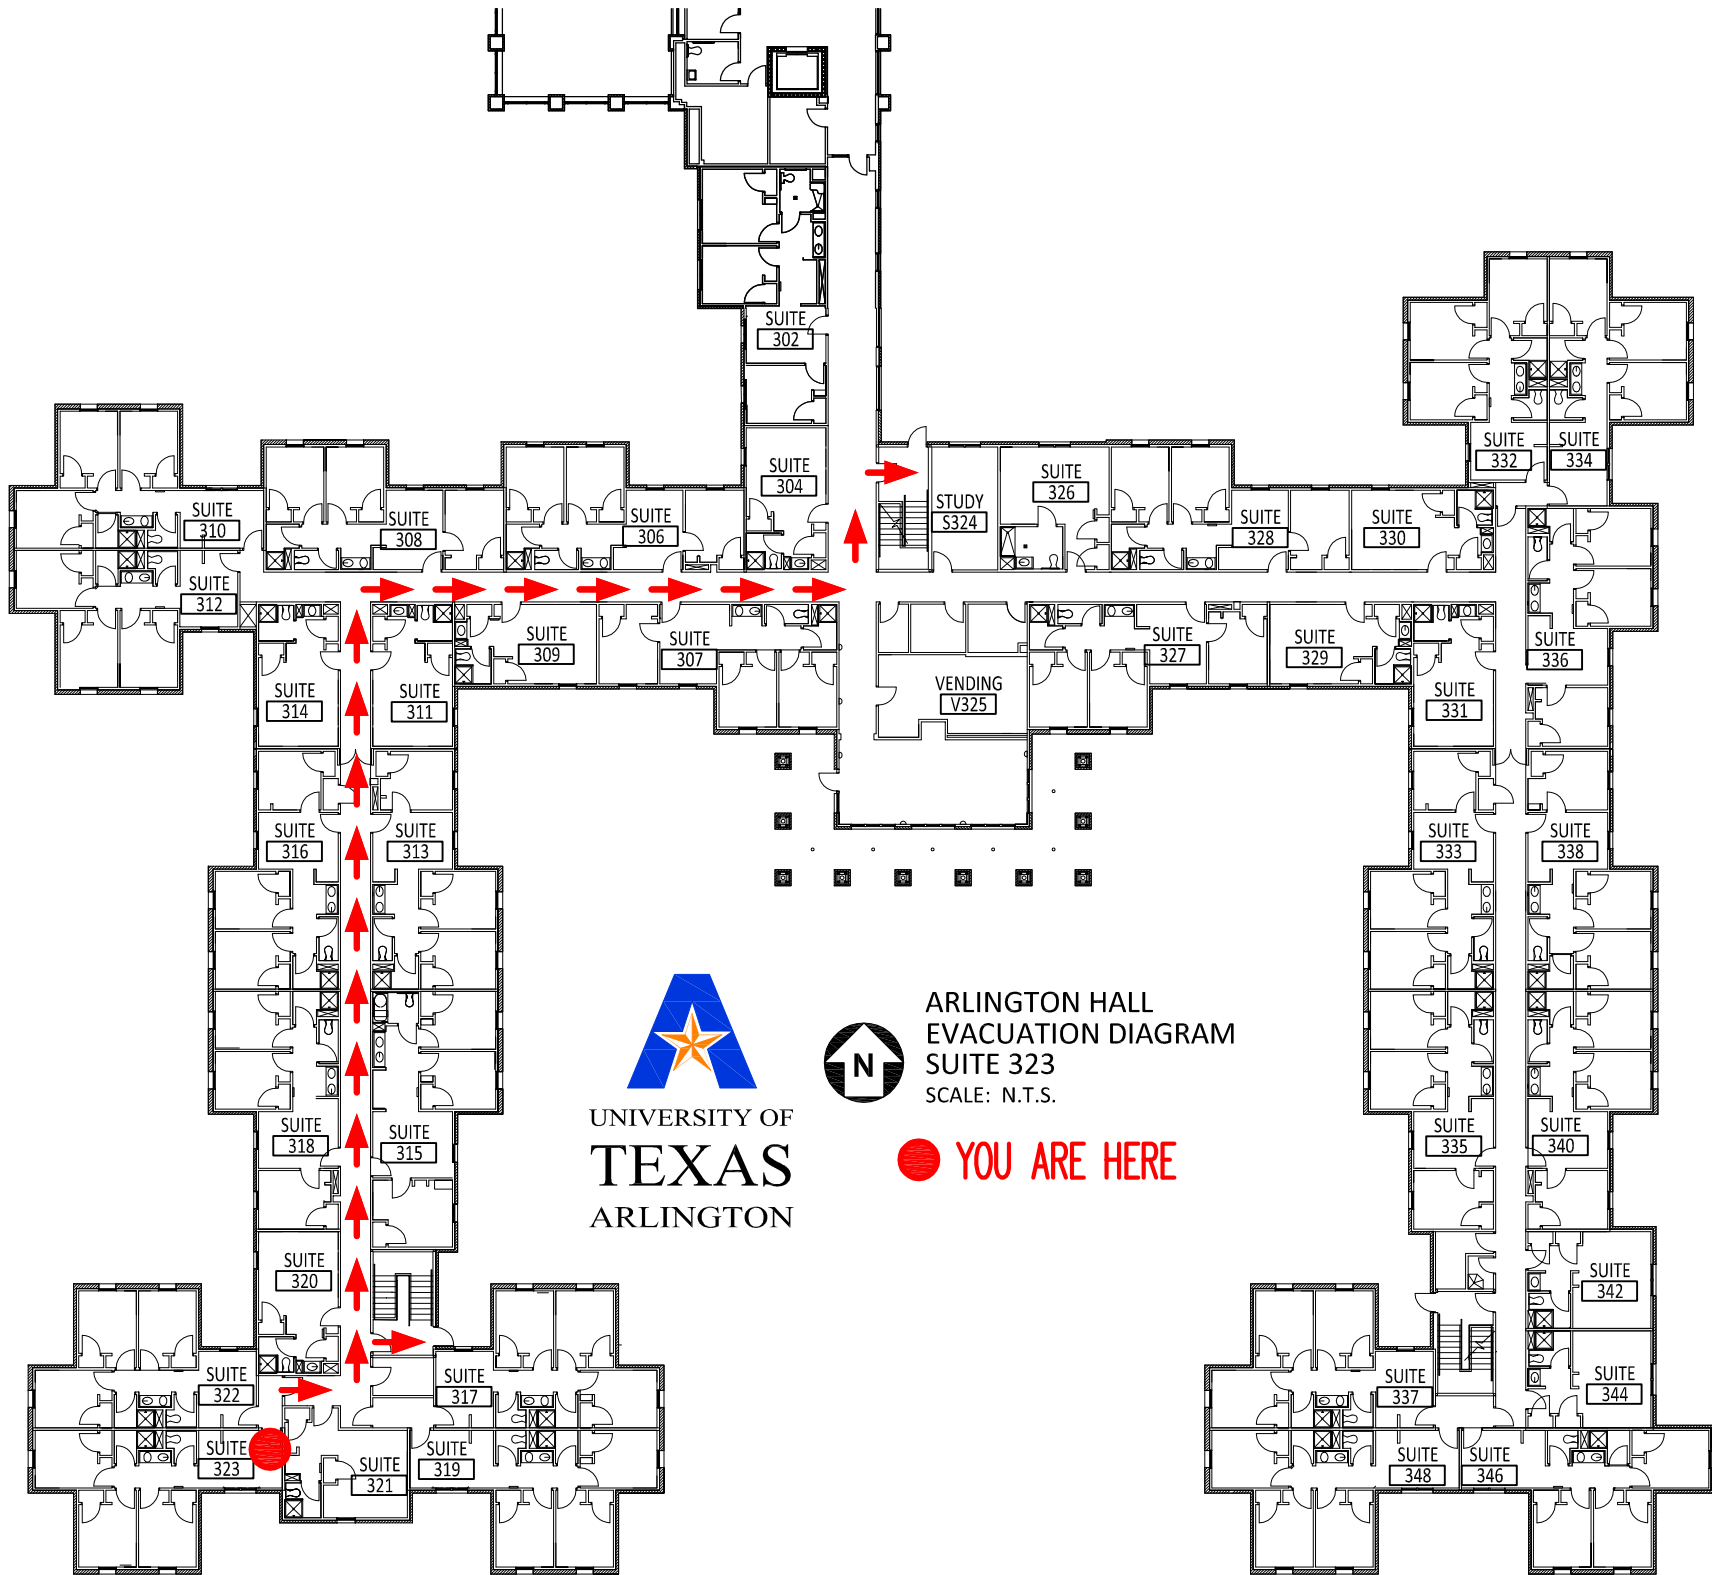 SUITE
302
SUITE
304
SUITE
332
SUITE
334
SUITE
310
SUITE
308
SUITE
306
STUDY
S324
SUITE
326
SUITE
328
SUITE
330
SUITE
312
SUITE
314
SUITE
311
SUITE
309
SUITE
307
VENDING
V325
SUITE
327
SUITE
329
SUITE
331
SUITE
336
SUITE
316
SUITE
313
SUITE
333
SUITE
338
SUITE
318
SUITE
315
UNIVERSITY OF
TEXAS
ARLINGTON
N
ARLINGTON HALL
EVACUATION DIAGRAM
SUITE 323
SCALE: N.T.S.
YOU ARE HERE
SUITE
335
SUITE
340
SUITE
320
SUITE
342
SUITE
322
SUITE
317
SUITE
337
SUITE
344
SUITE
323
SUITE
321
SUITE
319
SUITE
348
SUITE
346